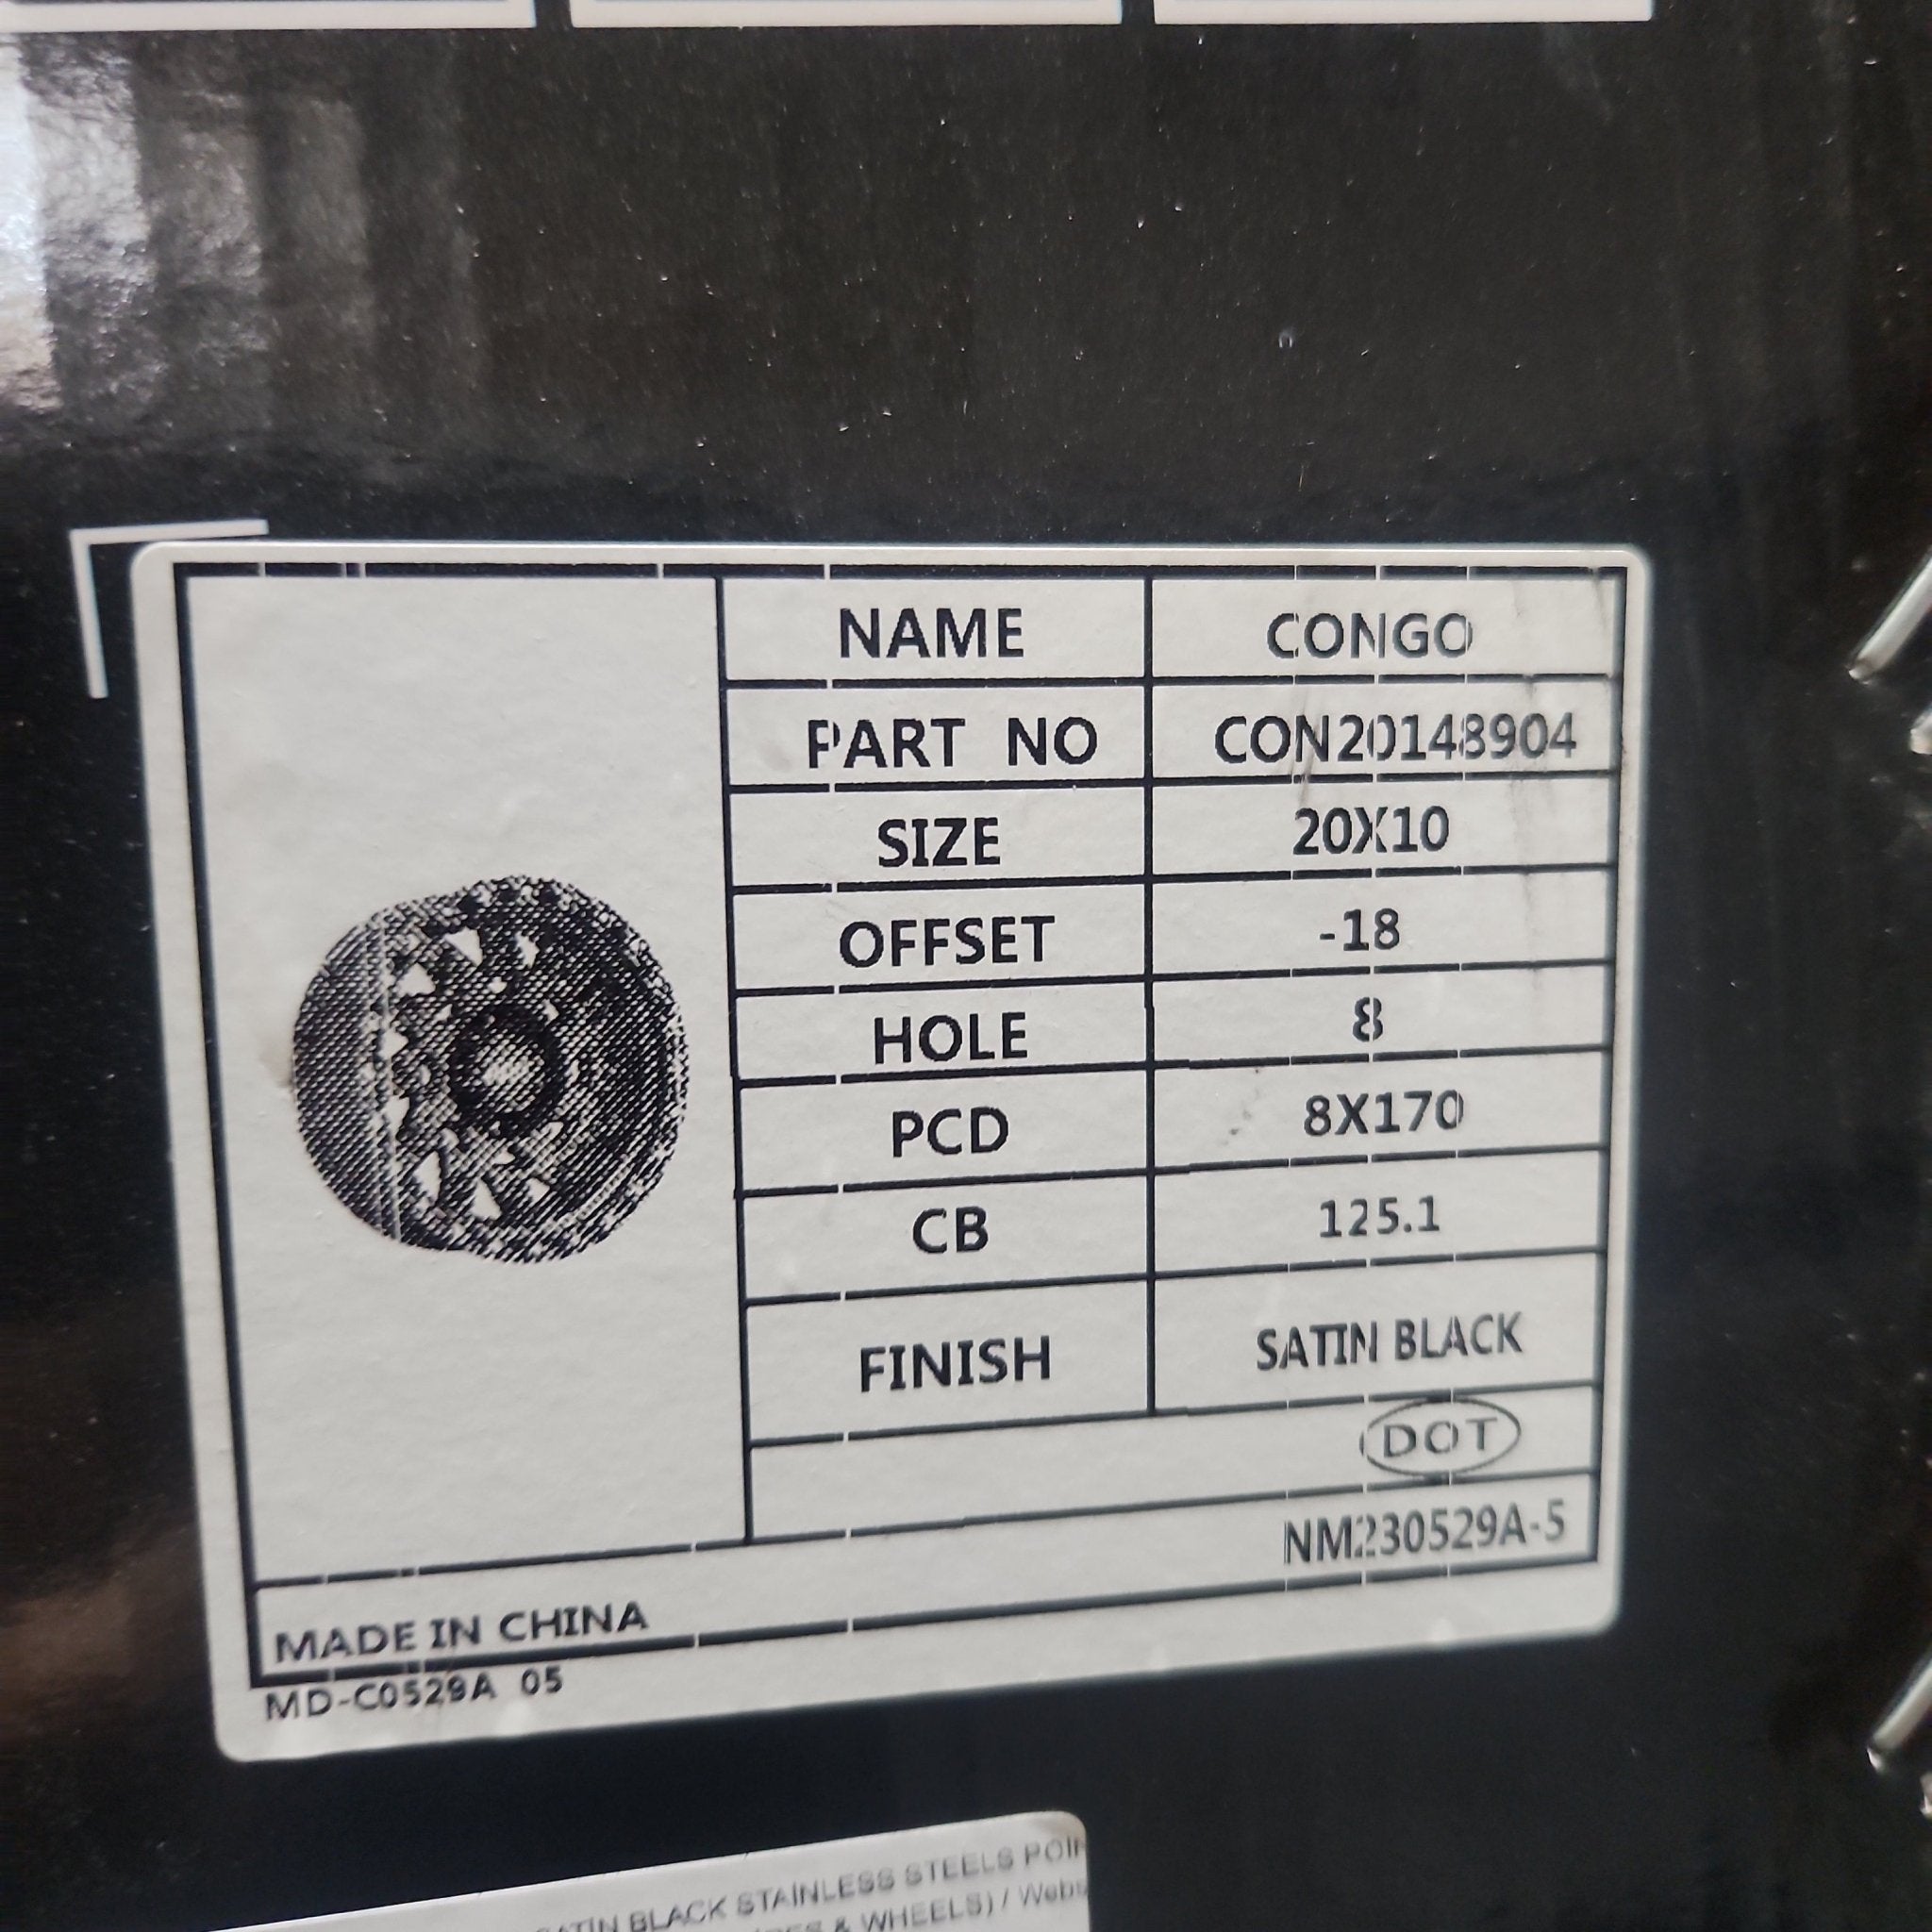 NAME CONGO
PART NO CON20148904
SIZE 20X10
OFFSET -18
HOLE 8
PCD 8X170
CB 125.1
FINISH SATIN BLACK
DOT
NM230529A-5
MADE IN CHINA
MD-C0529A 05
BLACK STAINLESS STEELS
& WHEELS) /